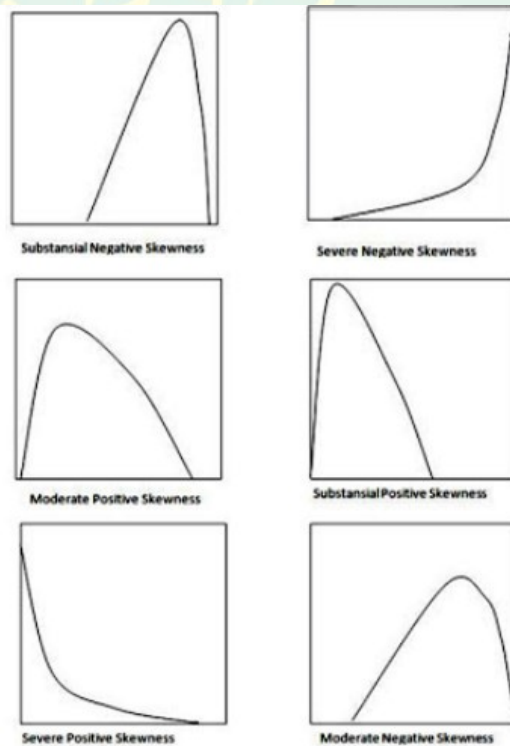 Substansial Negative Skewness
Severe Negative Skewness
Moderate Positive Skewness
Substansial Positive Skewness
Severe Positive Skewness
Moderate Negative Skewness